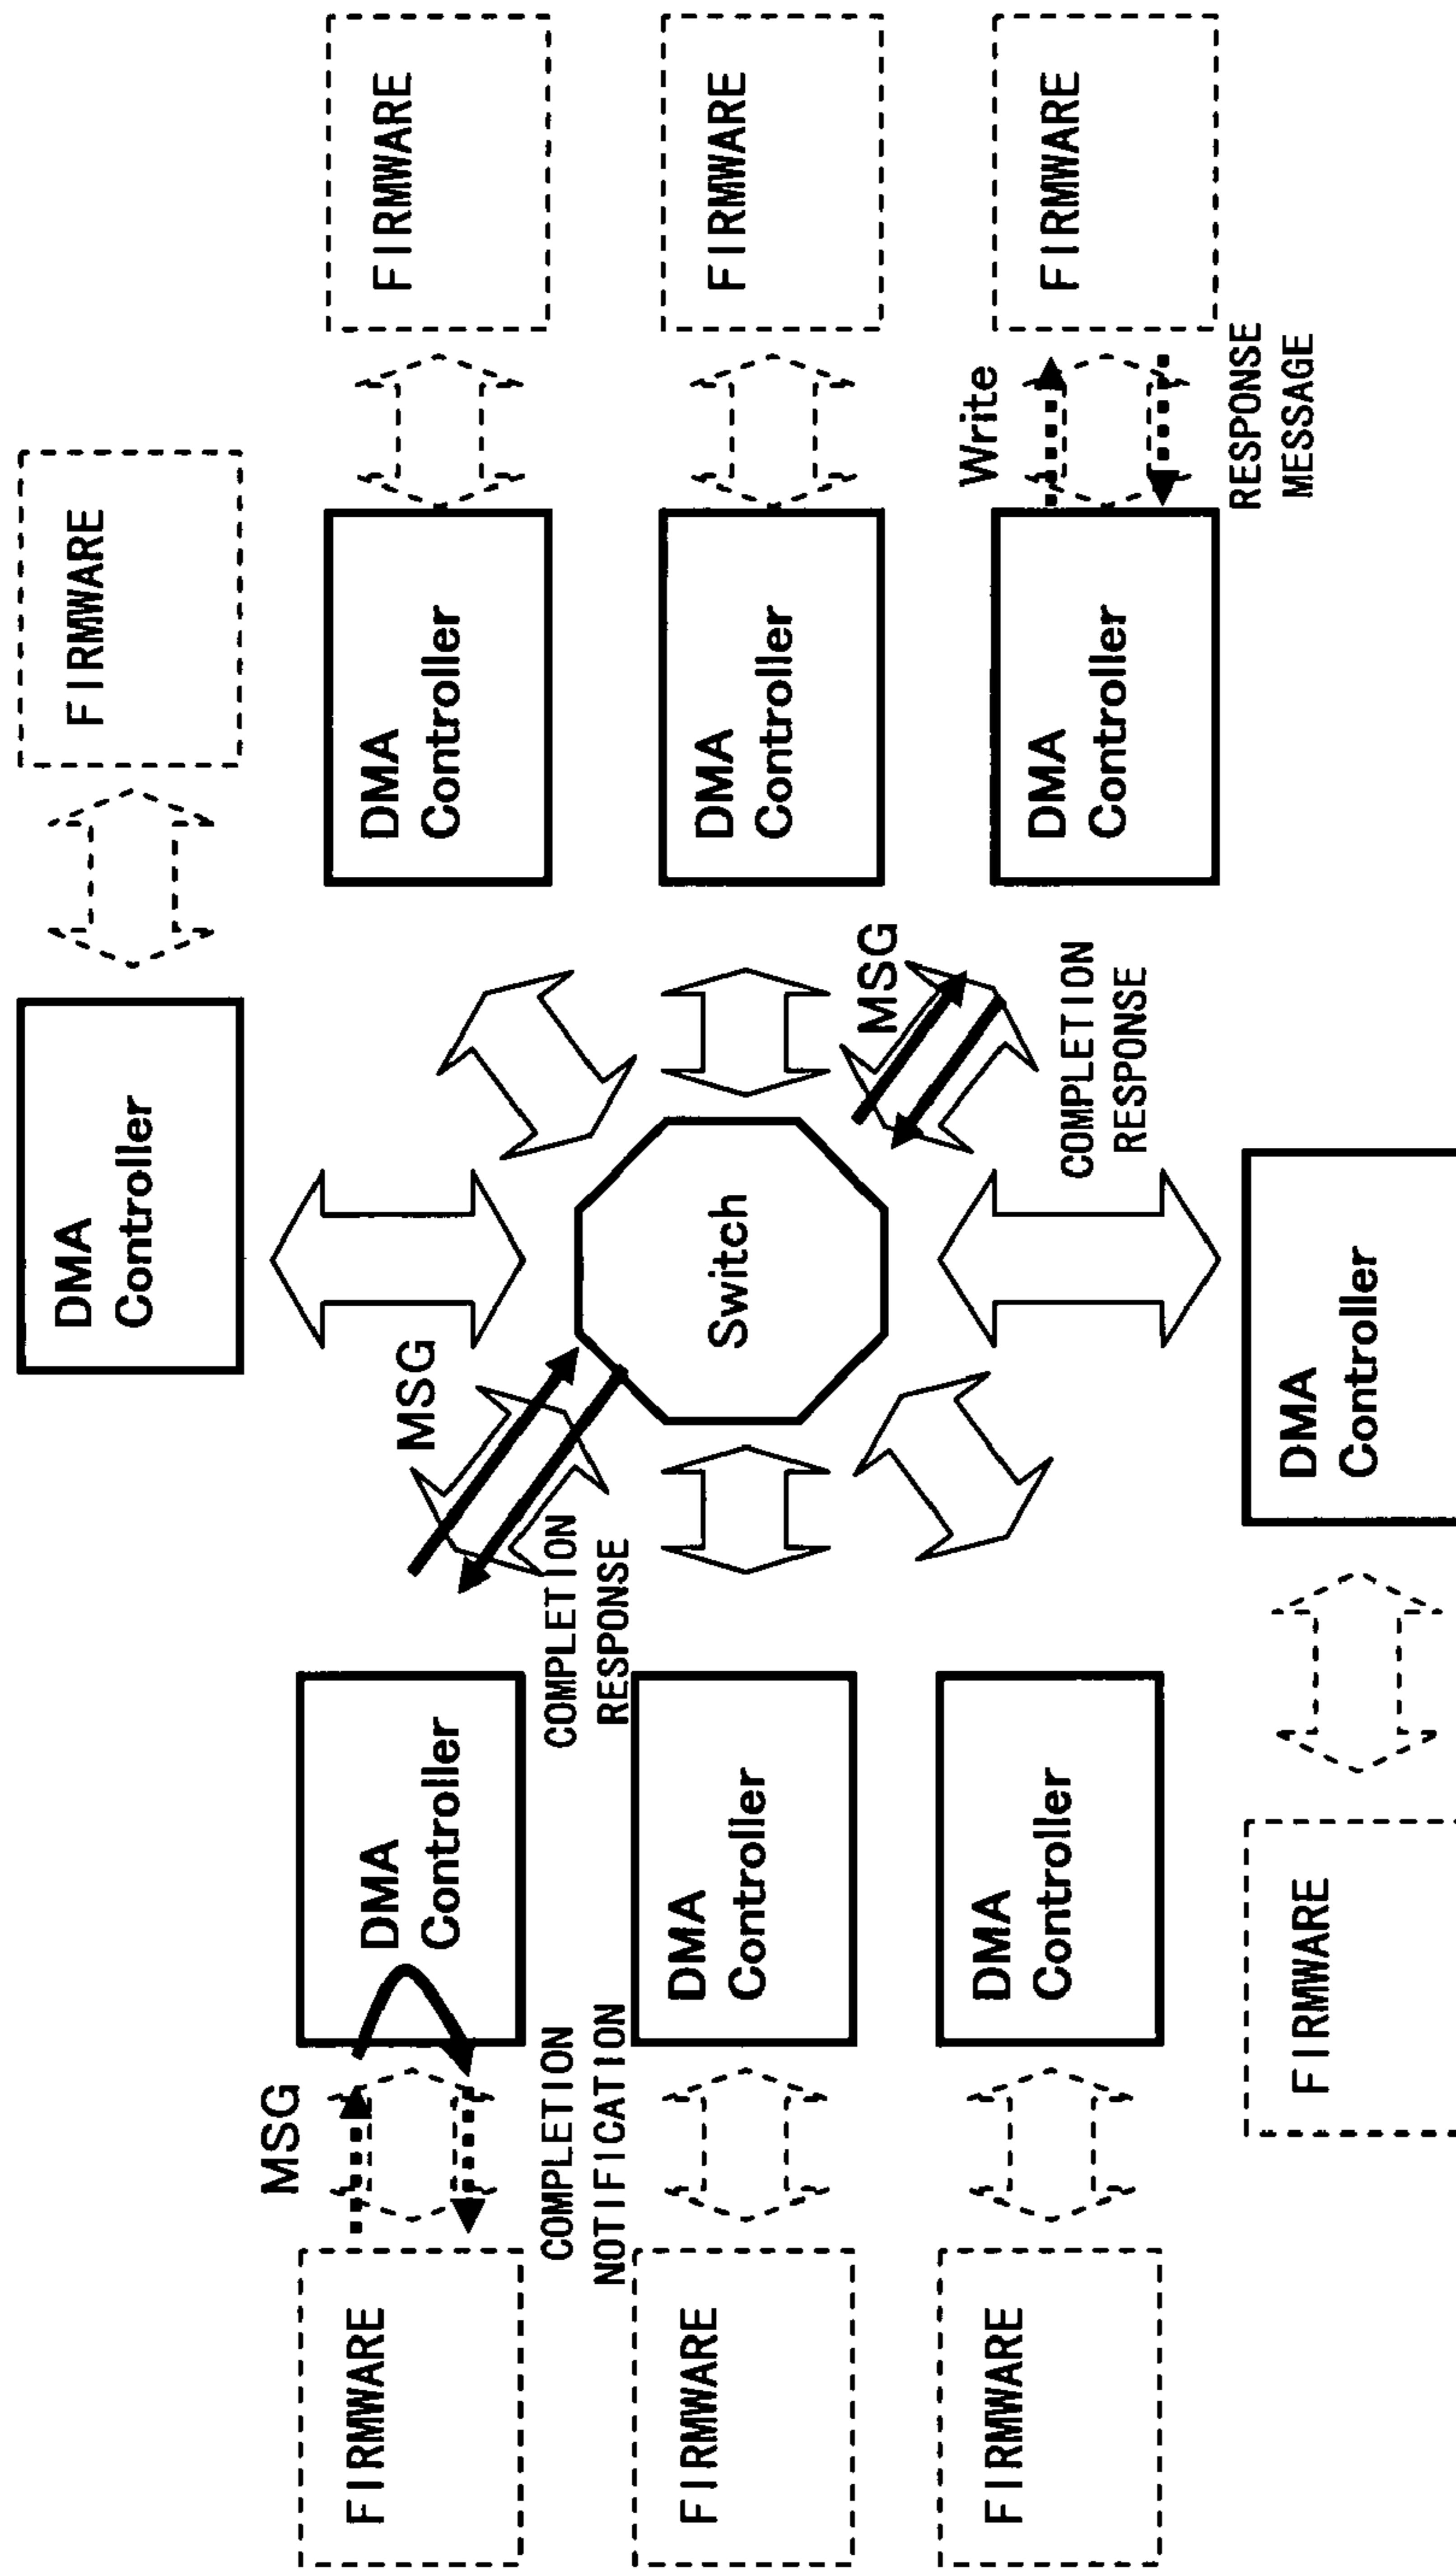 DMA
Controller
FIRMWARE
MSG
FIRMWARE
DMA
Controller
MSG
DMA
Controller
FIRMWARE
COMPLETION
NOTIFICATION
COMPLETION
RESPONSE
FIRMWARE
DMA
Controller
Switch
DMA
Controller
FIRMWARE
MSG
Write
FIRMWARE
DMA
Controller
COMPLETION
RESPONSE
DMA
Controller
FIRMWARE
RESPONSE
MESSAGE
FIRMWARE
DMA
Controller